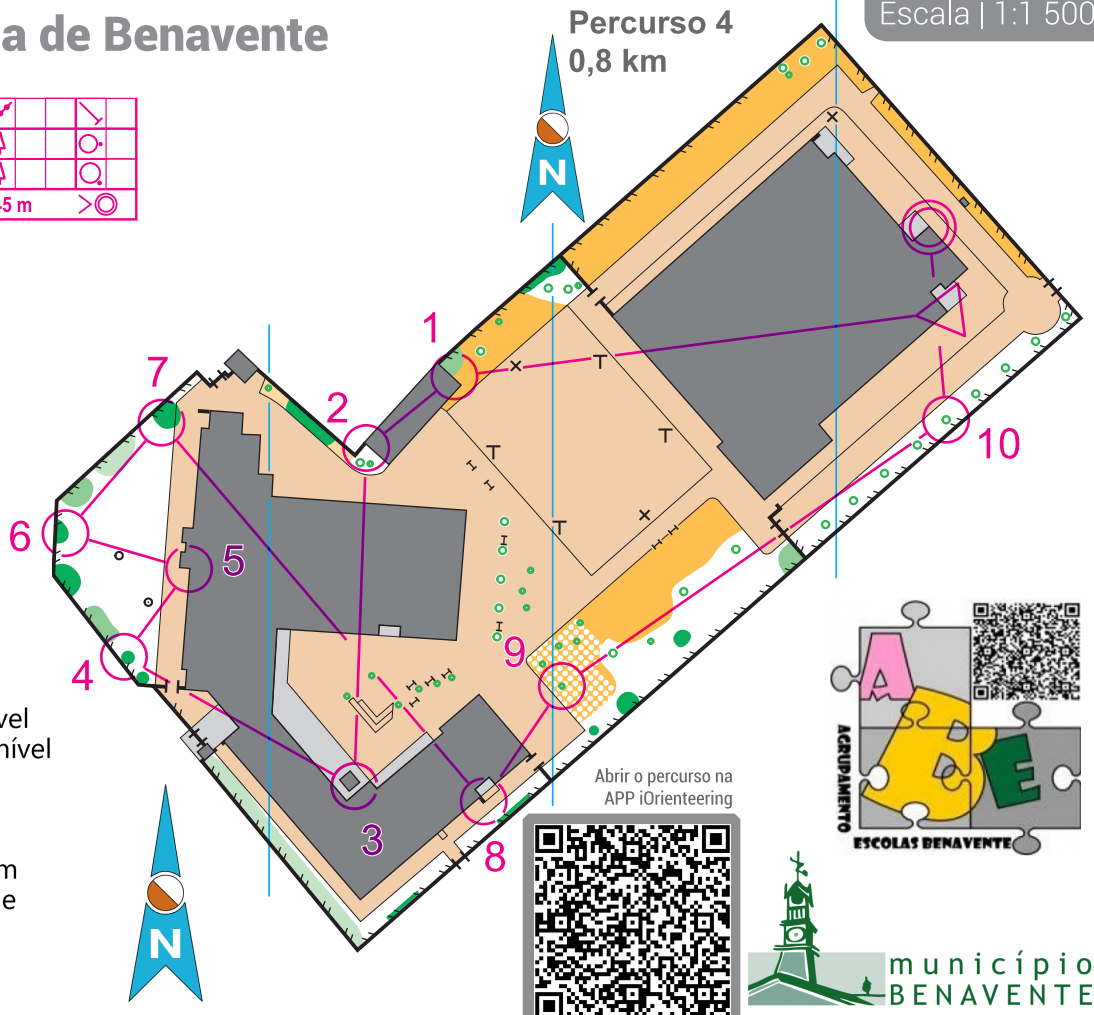 a de Benavente
Percurso 4
0,8 km
Escala | 1:1 500
N
45 m
1
2
3
4
5
6
7
8
9
10
vel
nível
m
e
N
Abrir o percurso na
APP iOrienteering
A
B
E
AGRUPAMENTO
ESCOLAS BENAVENTE
município
BENAVENTE